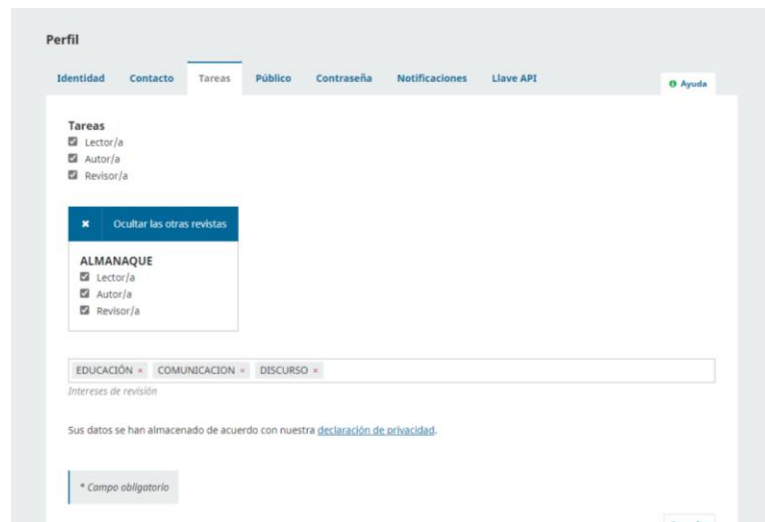 Perfil
Identidad Contacto Tareas Público Contraseña Notificaciones Llave API
Ayuda
Tareas
Lector/a
Autor/a
Revisor/a
Ocultar las otras revistas
ALMANAQUE
Lector/a
Autor/a
Revisor/a
EDUCACIÓN × COMUNICACION × DISCURSO ×
Intereses de revisión
Sus datos se han almacenado de acuerdo con nuestra declaración de privacidad.
* Campo obligatorio